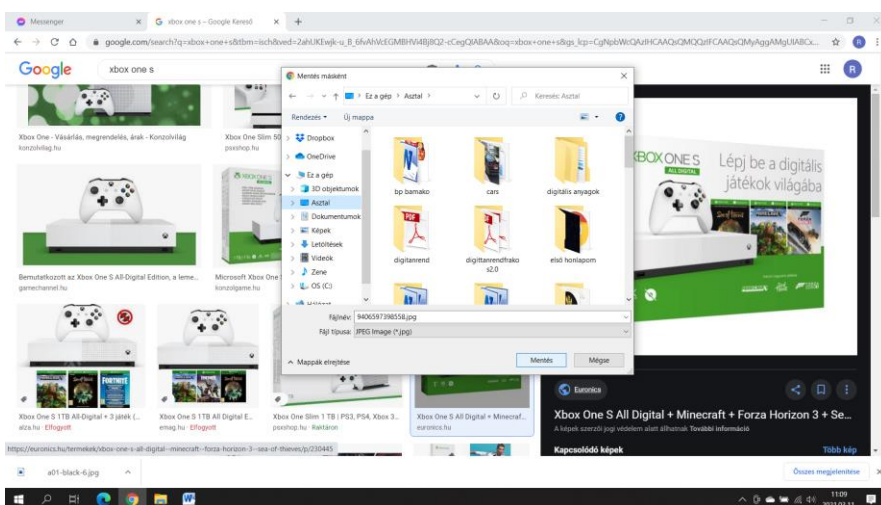 Messenger
xbox one s – Google Kereső
google.com/search?q=xbox+one+s&tbm=isch&ved=2ahUKEwjk-u_B_6fvAhVcEGMBHVi4Bj8Q2-cCegQIABAA&oq=xbox+one+s&gs_lcp=CgNpbWcQAzIHCAAQsQMQQzIFCAAQsQMyAggAMgUIABCx...
R
Google
xbox one s
R
Mentés másként
Ez a gép > Asztal >
Keresés: Asztal
Rendezés
Új mappa
Dropbox
OneDrive
Ez a gép
3D objektumok
Asztal
Dokumentumok
Képek
Letöltések
Videók
Zene
OS (C:)
Hálózat
bp bamako
cars
digitális anyagok
PDF
digitanrend
digittanrendfrako
s2.0
első honlapom
Fájlnév: 9406597398558.jpg
Fájl típusa: JPEG Image (*.jpg)
Mappák elrejtése
Mentés
Mégse
Xbox One - Vásárlás, megrendelés, árak - Konzolvilág
konzolvilag.hu
Xbox One Slim 50
psxshop.hu
Bemutatkozott az Xbox One S All-Digital Edition, a leme...
gamechannel.hu
Microsoft Xbox One
konzolgame.hu
FORTNITE
Xbox One S 1TB All-Digital + 3 játék (...
alza.hu · Elfogyott
Xbox One S 1TB All Digital E...
emag.hu · Elfogyott
Xbox One Slim 1 TB | PS3, PS4, Xbox 3...
psxshop.hu · Raktáron
Xbox One S All Digital + Minecraf...
euronics.hu
XBOX ONE S
ALL DIGITAL
Lépj be a digitális
játékok világába
Euronics
Xbox One S All Digital + Minecraft + Forza Horizon 3 + Se...
A képek szerzői jogi védelem alatt állhatnak További információ
Kapcsolódó képek
Több kép
https://euronics.hu/termekek/xbox-one-s-all-digital--minecraft--forza-horizon-3--sea-of-thieves/p/230445
a01-black-6.jpg
Összes megjelenítése
11:09
2021.03.11.